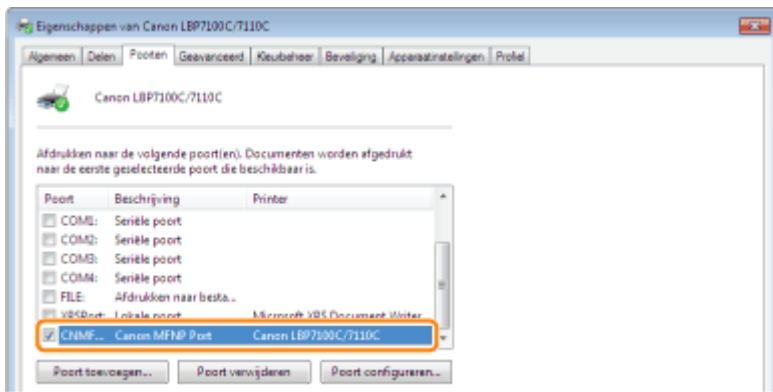 Eigenschappen van Canon LBP7100C/7110C
Algemeen Delen Poorten Geavanceerd Kleurbeheer Beveiliging Apparaatinstellingen Profiel
Canon LBP7100C/7110C
Afdrukken naar de volgende poort(en). Documenten worden afgedrukt
naar de eerste geselecteerde poort die beschikbaar is.
Poort Beschrijving Printer
COM1: Seriële poort
COM2: Seriële poort
COM3: Seriële poort
COM4: Seriële poort
FILE: Afdrukken naar besta...
XPSPort: Lokale poort Microsoft XPS Document Writer
CNMF... Canon MFNP Port Canon LBP7100C/7110C
Poort toevoegen... Poort verwijderen Poort configureren...